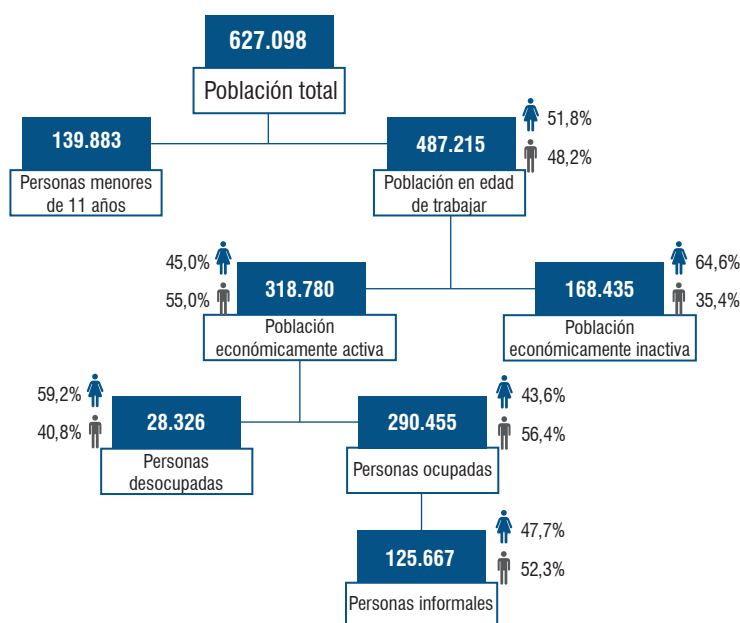 627.098
Población total
139.883
Personas menores
de 11 años
487.215
Población en edad
de trabajar
51,8%
48,2%
45,0%
55,0%
318.780
Población
económicamente activa
168.435
Población
económicamente inactiva
64,6%
35,4%
59,2%
40,8%
28.326
Personas
desocupadas
290.455
Personas ocupadas
43,6%
56,4%
125.667
Personas informales
47,7%
52,3%